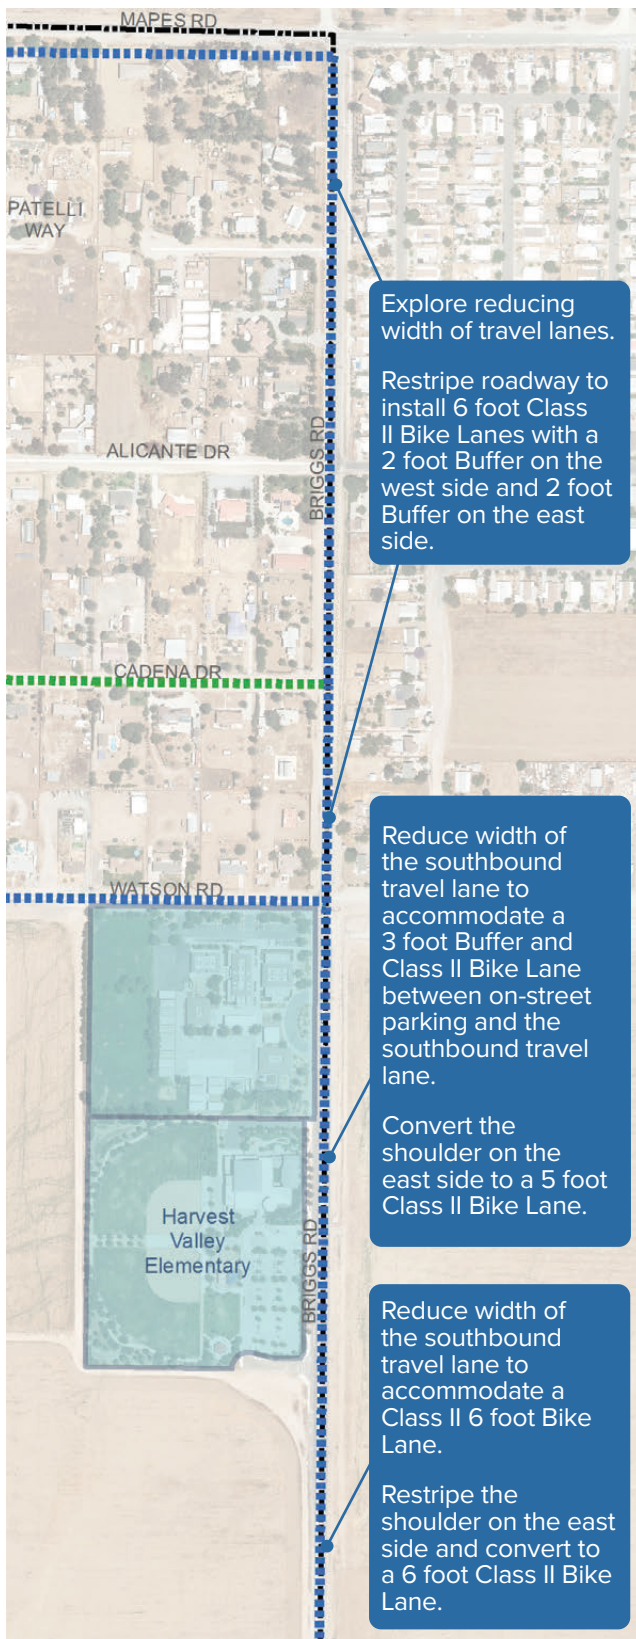 MAPES RD
PATELLI
WAY
Explore reducing
width of travel lanes.
Restripe roadway to
install 6 foot Class
II Bike Lanes with a
2 foot Buffer on the
west side and 2 foot
Buffer on the east
side.
ALICANTE DR
BRIGGS RD
CADENA DR
WATSON RD
Reduce width of
the southbound
travel lane to
accommodate a
3 foot Buffer and
Class II Bike Lane
between on-street
parking and the
southbound travel
lane.
Convert the
shoulder on the
east side to a 5 foot
Class II Bike Lane.
Harvest
Valley
Elementary
BRIGGS RD
Reduce width of
the southbound
travel lane to
accommodate a
Class II 6 foot Bike
Lane.
Restripe the
shoulder on the east
side and convert to
a 6 foot Class II Bike
Lane.